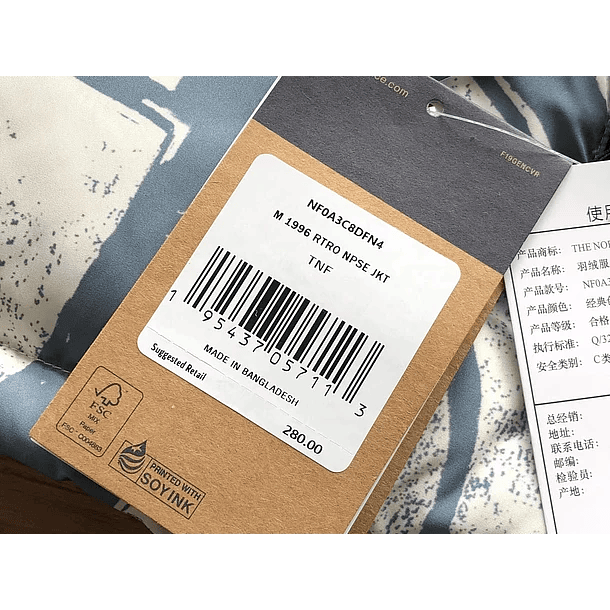 e.com
F19GENCVR
NF0A3C8DFN4
M 1996 RTRO NPSE JKT
TNF
1 95437 05711 3
MADE IN BANGLADESH
Suggested Retail
280.00
FSC
MIX
Paper
PRINTED WITH
SOY INK
使用
产品商标: THE NOR
产品名称: 羽绒服
产品款号: NF0A3
产品颜色: 经典
产品等级: 合格
执行标准: Q/32
安全类别: C类
总经销:
地址:
联系电话:
邮编:
检验员:
产地: